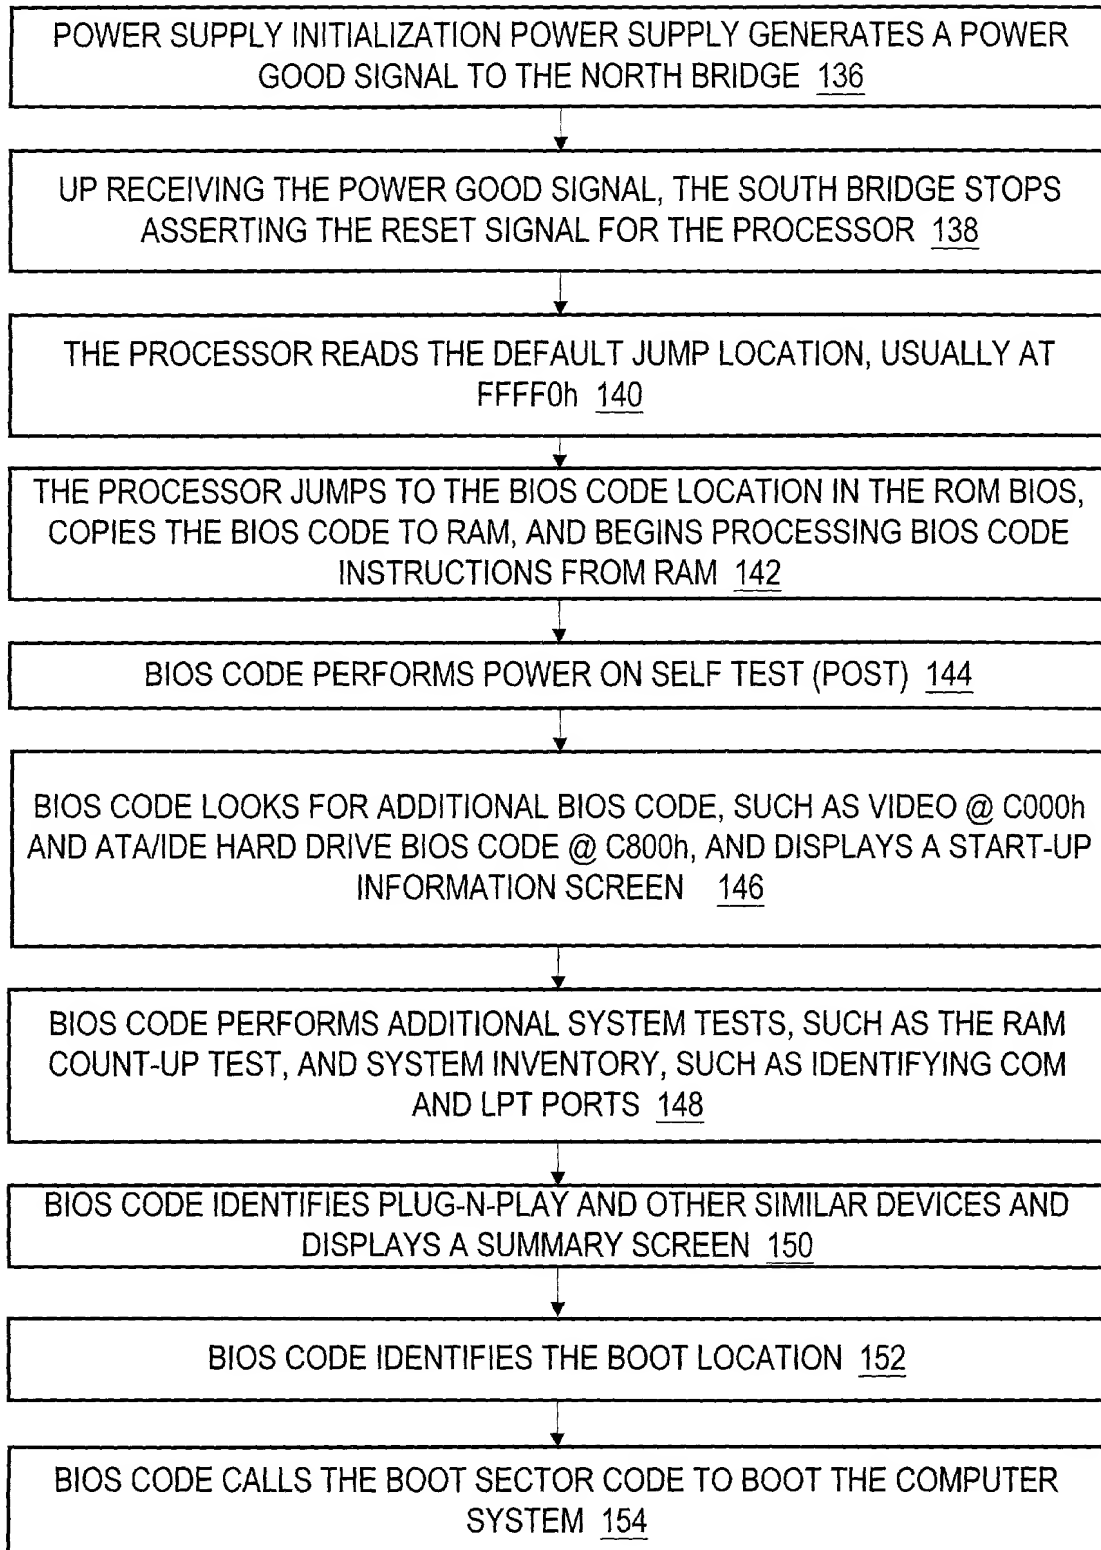 POWER SUPPLY INITIALIZATION POWER SUPPLY GENERATES A POWER
GOOD SIGNAL TO THE NORTH BRIDGE 136
UP RECEIVING THE POWER GOOD SIGNAL, THE SOUTH BRIDGE STOPS
ASSERTING THE RESET SIGNAL FOR THE PROCESSOR 138
THE PROCESSOR READS THE DEFAULT JUMP LOCATION, USUALLY AT
FFFF0h 140
THE PROCESSOR JUMPS TO THE BIOS CODE LOCATION IN THE ROM BIOS,
COPIES THE BIOS CODE TO RAM, AND BEGINS PROCESSING BIOS CODE
INSTRUCTIONS FROM RAM 142
BIOS CODE PERFORMS POWER ON SELF TEST (POST) 144
BIOS CODE LOOKS FOR ADDITIONAL BIOS CODE, SUCH AS VIDEO @ C000h
AND ATA/IDE HARD DRIVE BIOS CODE @ C800h, AND DISPLAYS A START-UP
INFORMATION SCREEN 146
BIOS CODE PERFORMS ADDITIONAL SYSTEM TESTS, SUCH AS THE RAM
COUNT-UP TEST, AND SYSTEM INVENTORY, SUCH AS IDENTIFYING COM
AND LPT PORTS 148
BIOS CODE IDENTIFIES PLUG-N-PLAY AND OTHER SIMILAR DEVICES AND
DISPLAYS A SUMMARY SCREEN 150
BIOS CODE IDENTIFIES THE BOOT LOCATION 152
BIOS CODE CALLS THE BOOT SECTOR CODE TO BOOT THE COMPUTER
SYSTEM 154